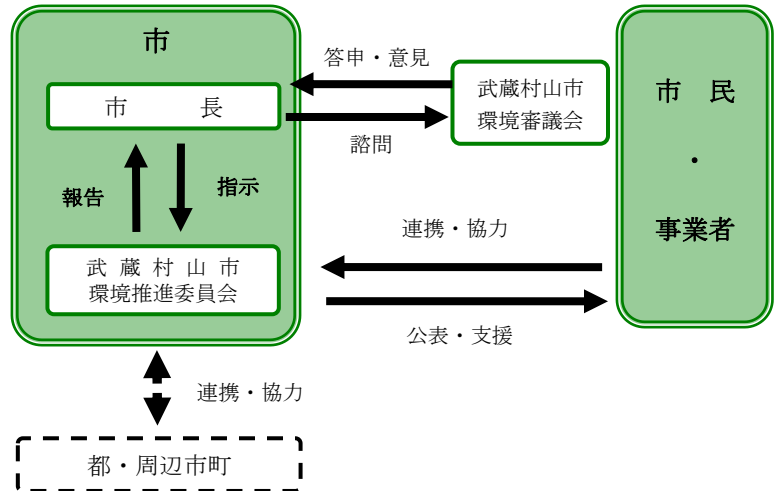 市
答申・意見
市　　　長
武蔵村山市
環境審議会
諮問
市　民
・
事業者
報告
指示
連携・協力
武　蔵　村　山　市
環境推進委員会
公表・支援
連携・協力
都・周辺市町